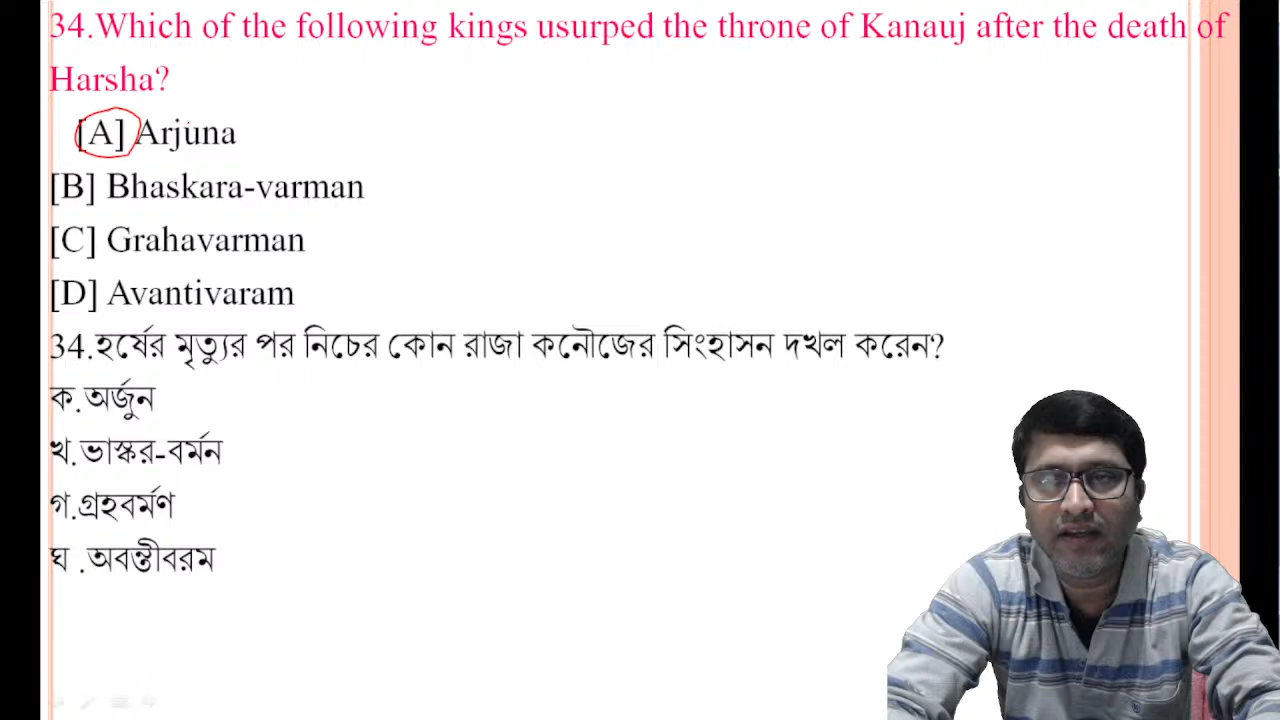 34.Which of the following kings usurped the throne of Kanauj after the death of
Harsha?
[A] Arjuna
[B] Bhaskara-varman
[C] Grahavarman
[D] Avantivaram
34.হর্ষের মৃত্যুর পর নিচের কোন রাজা কনৌজের সিংহাসন দখল করেন?
ক.অর্জুন
খ.ভাস্কর-বর্মন
গ.গ্রহবর্মণ
ঘ .অবন্তীবরম